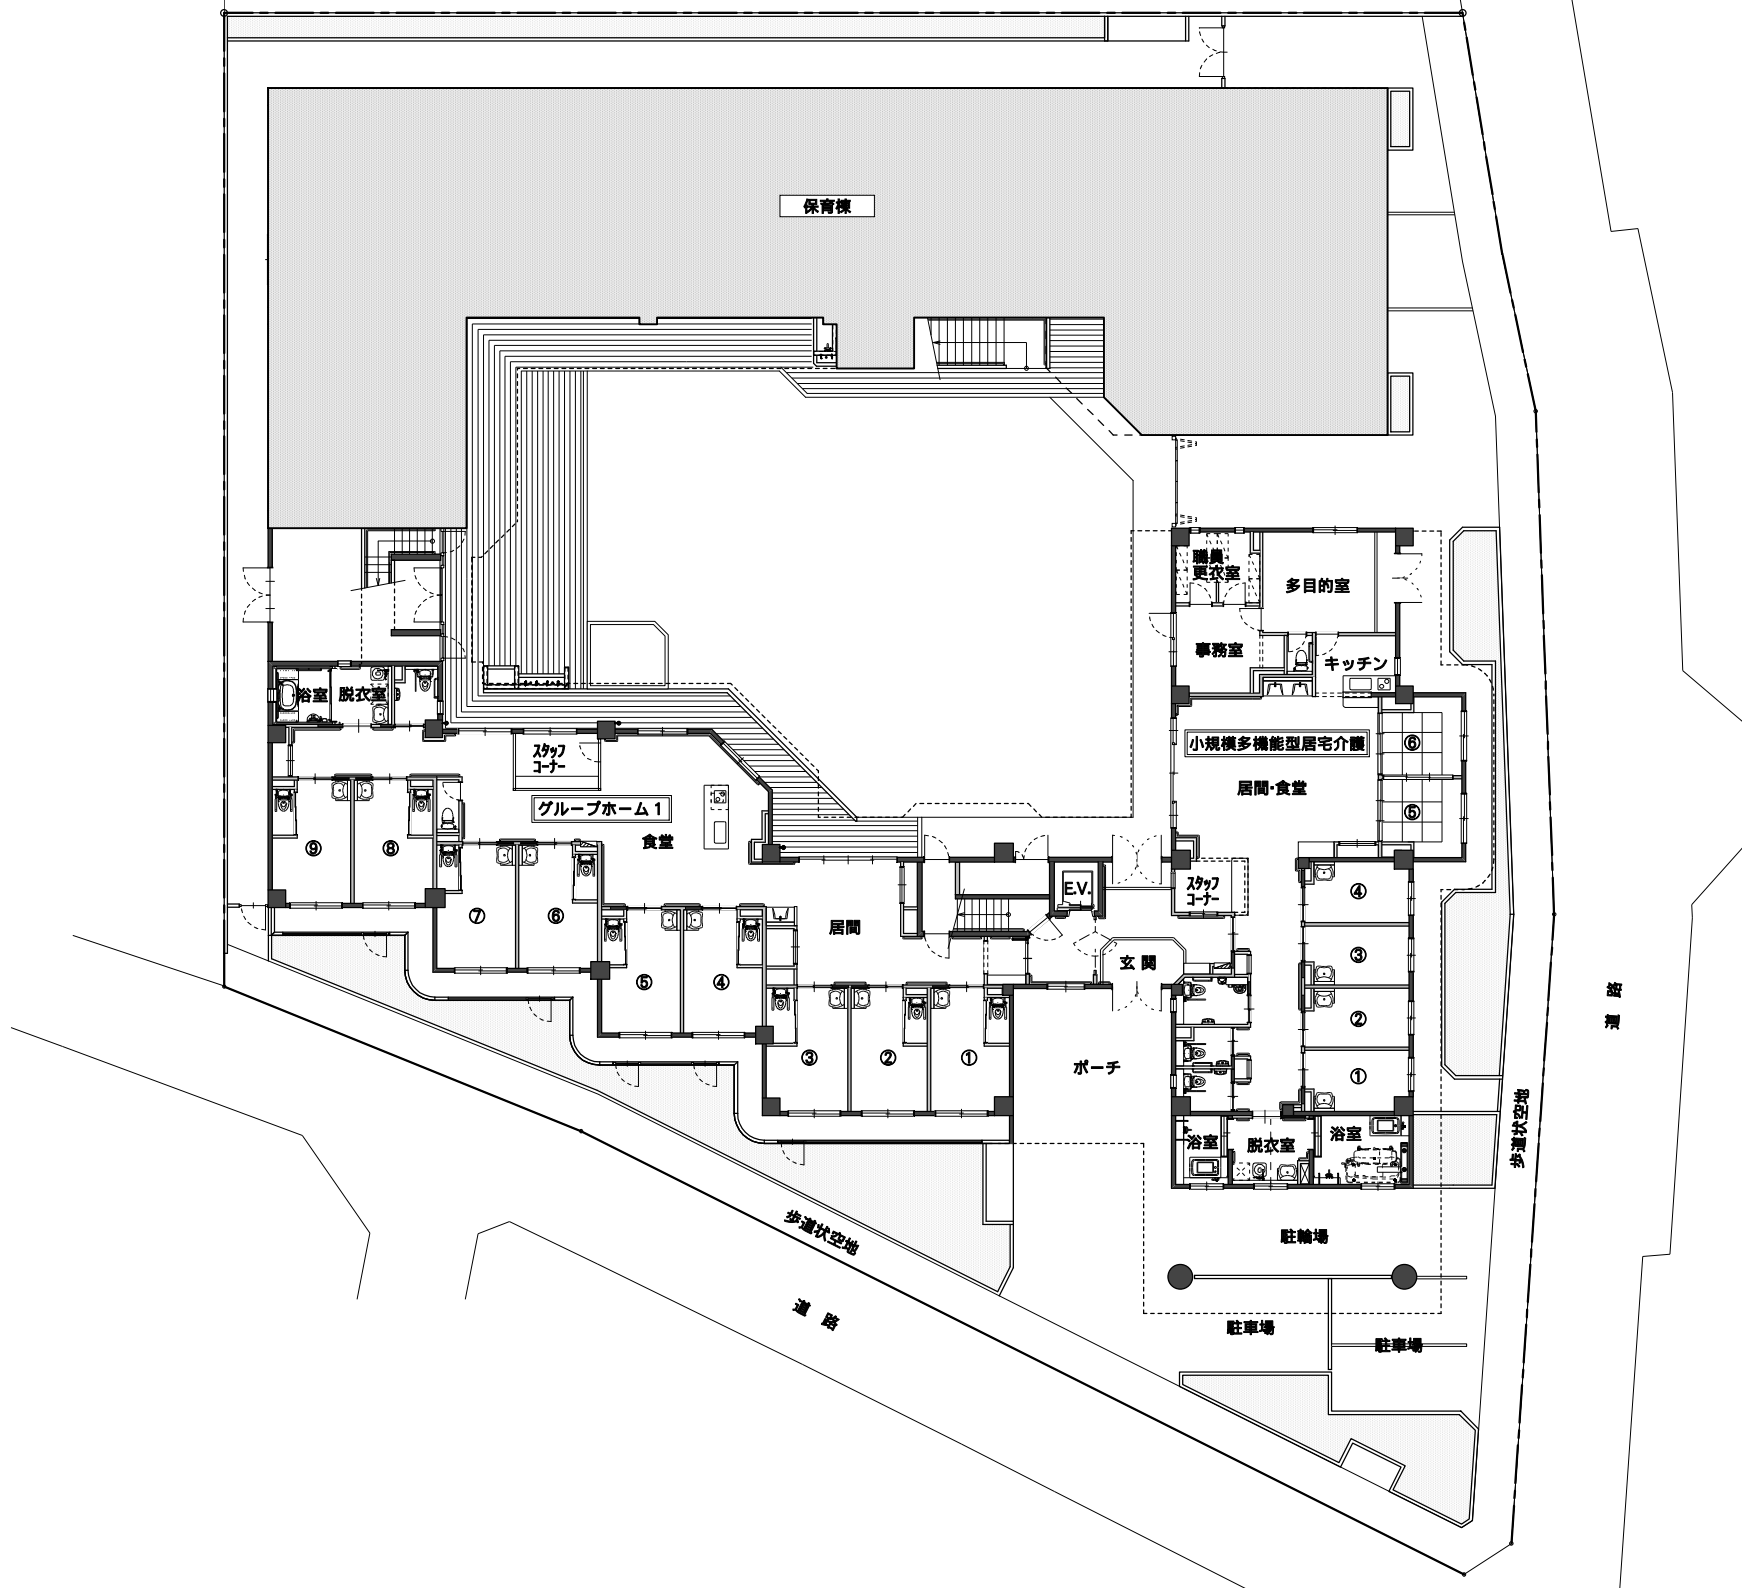 保育棟
職員
更衣室
多目的室
事務室
キッチン
浴室
脱衣室
スタッフ
コーナー
小規模多機能型居宅介護
⑥
居間・食堂
グループホーム 1
⑤
食堂
⑨
⑧
E.V.
スタッフ
コーナー
④
⑦
⑥
居間
③
玄 関
⑤
④
②
道 路
③
②
①
ポーチ
①
浴室
脱衣室
浴室
歩道状空地
歩道状空地
駐輪場
道 路
駐車場
駐車場